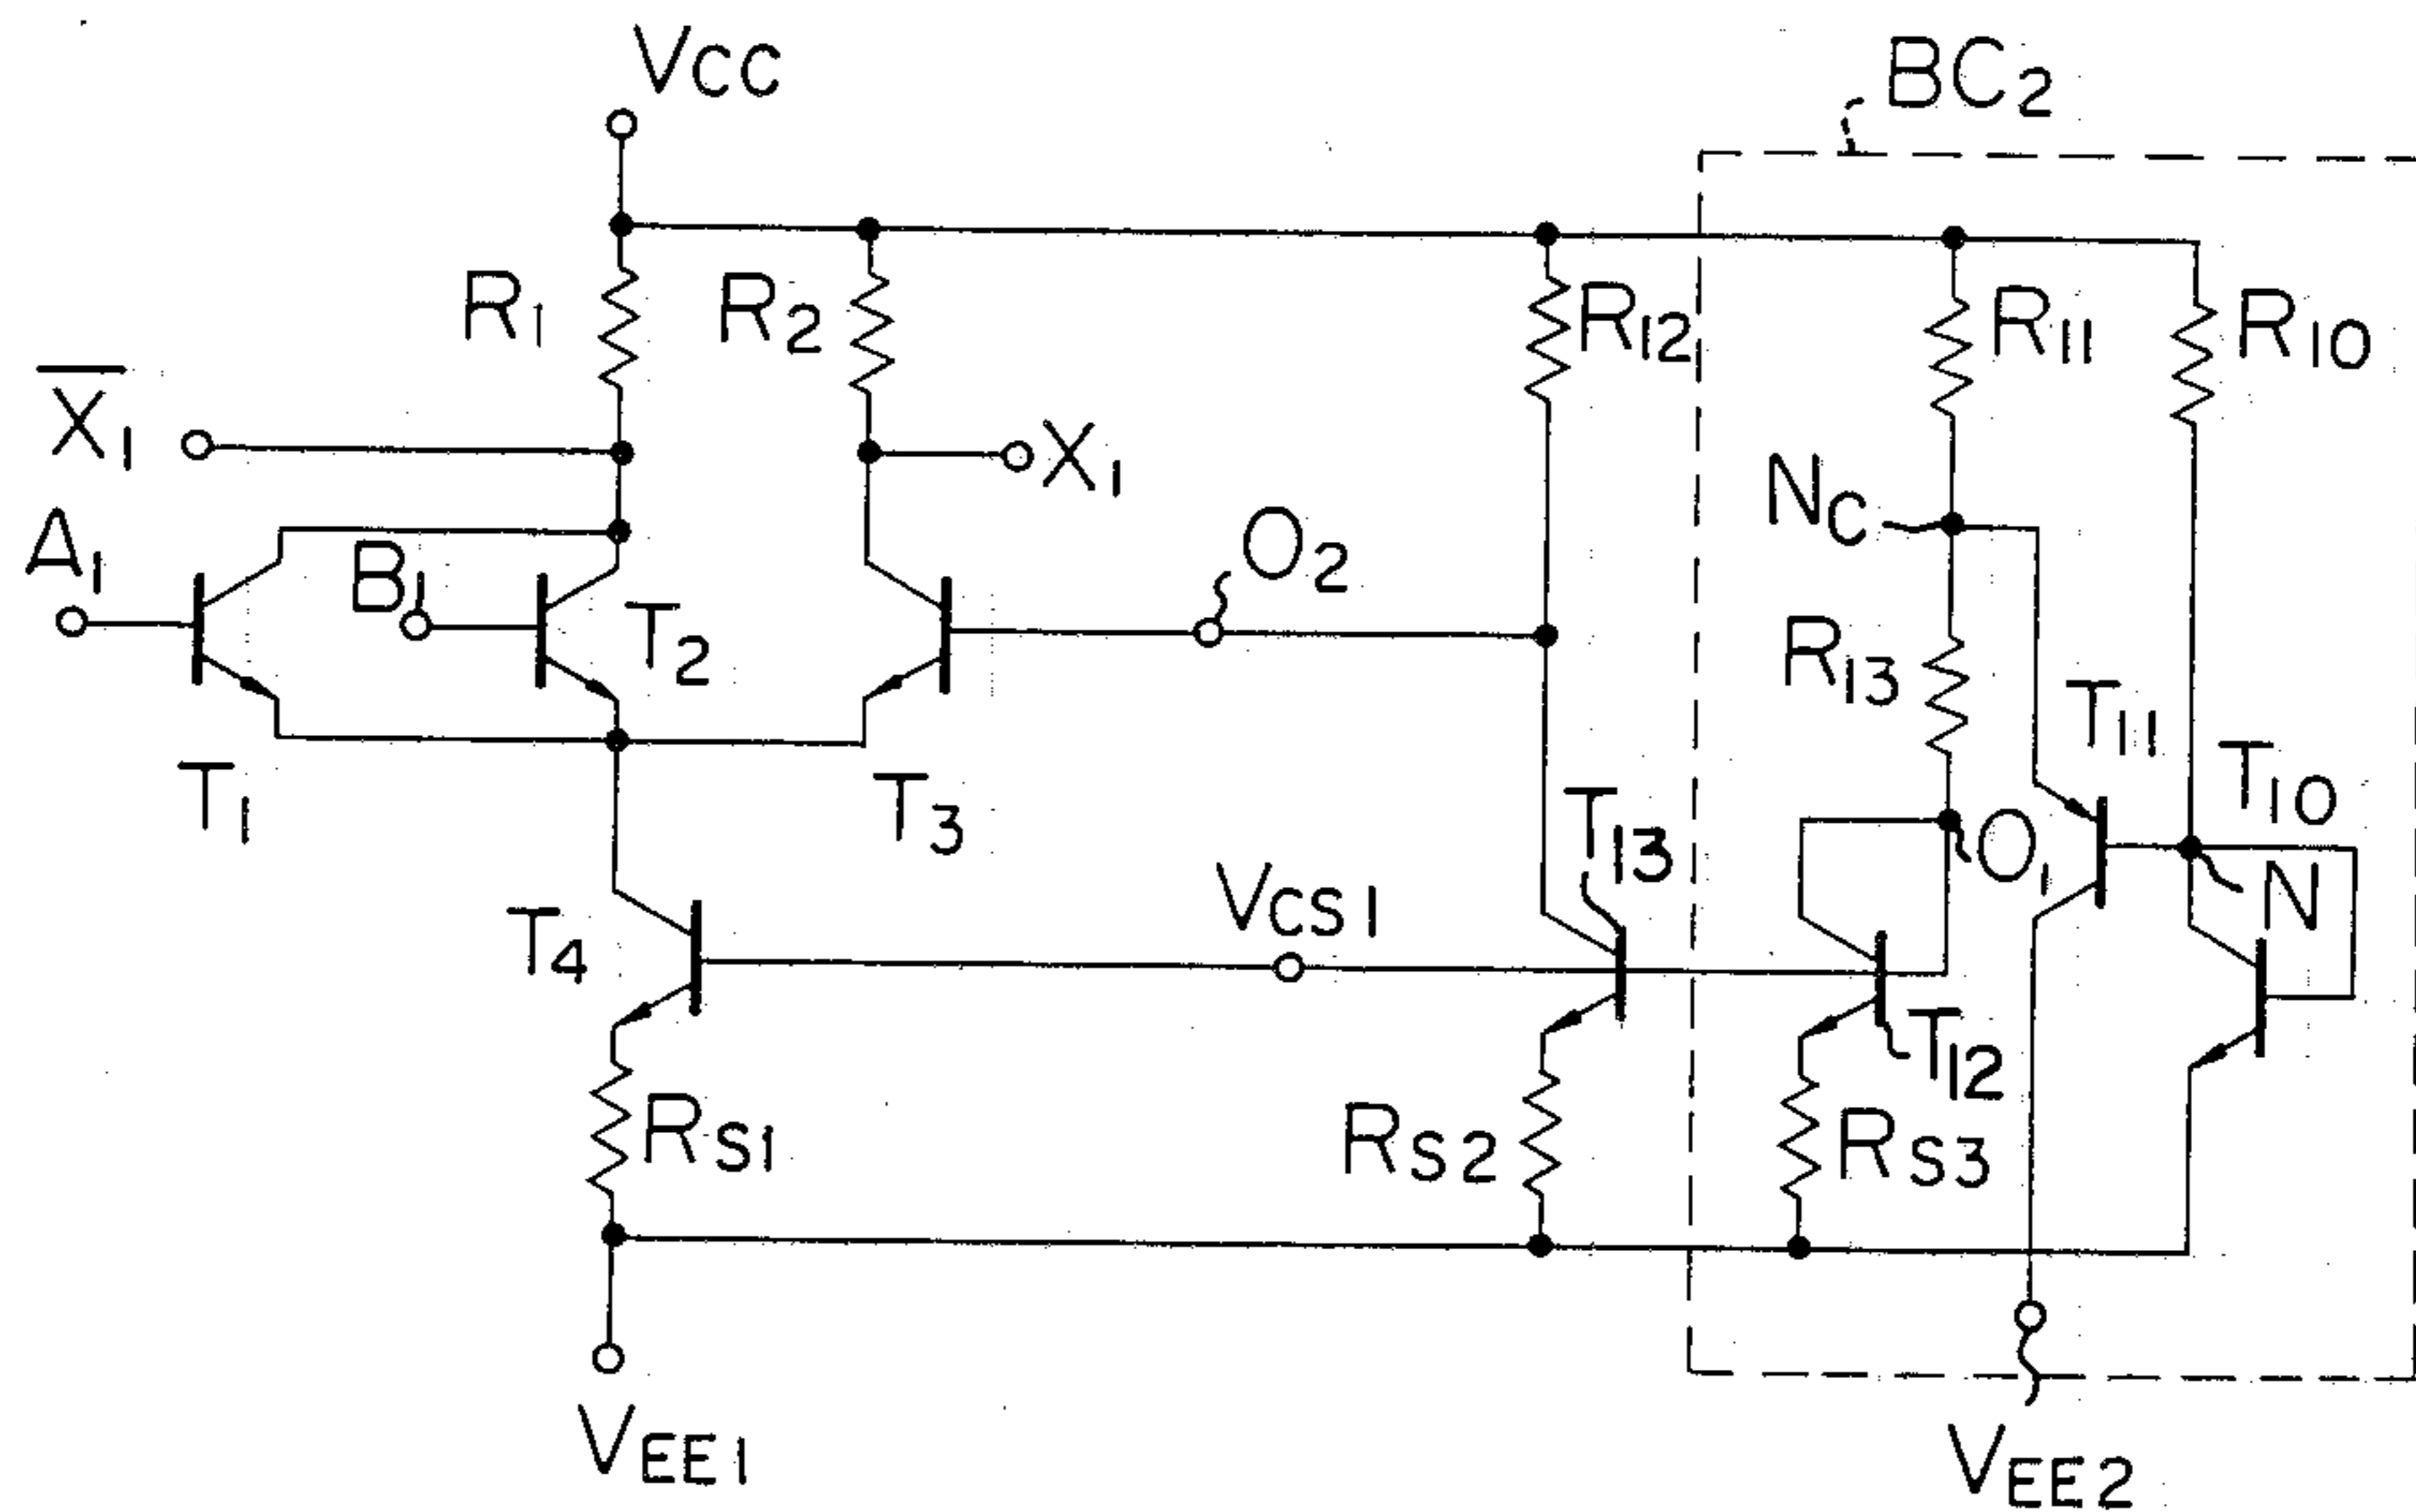 VCC
BC2
R1
R2
R12
R11
R10
X̅1
X1
NC
A1
B1
O2
T2
R13
T11
T1
T3
T13
T10
O1
N
VCS1
T4
T12
RS1
RS2
RS3
VEE1
VEE2